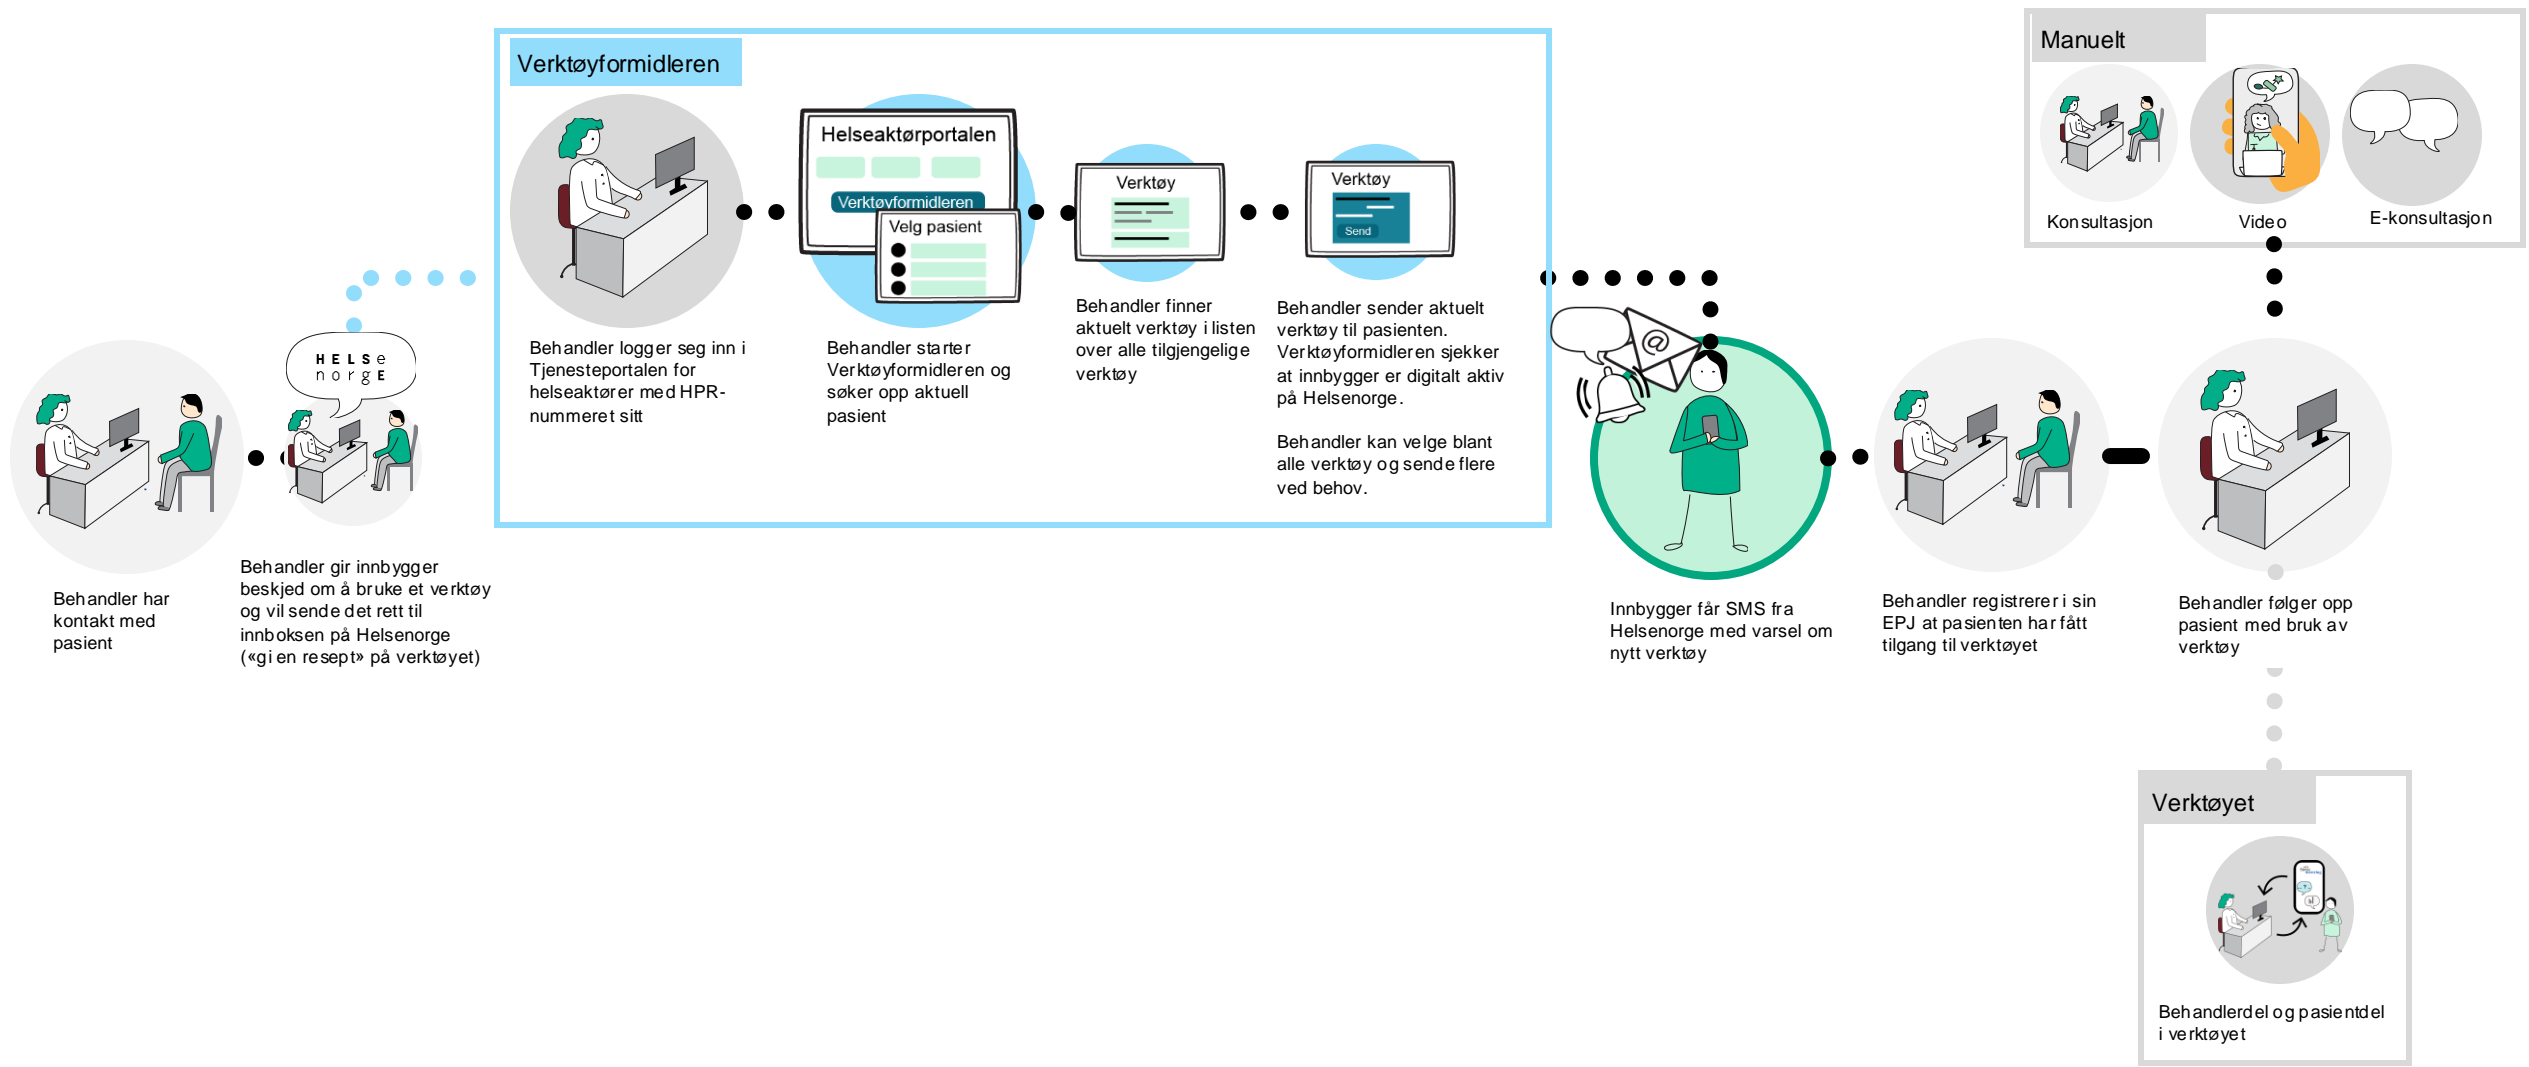 Behandler har
kontakt med
pasient
HELSe
norgE
Behandler gir innbygger
beskjed om å bruke et verktøy
og vil sende det rett til
innboksen på Helsenorge
(«gi en resept» på verktøyet)
Verktøyformidleren
Behandler logger seg inn i
Tjenesteportalen for
helseaktører med HPR-
nummeret sitt
Helseaktørportalen
Verktøyformidleren
Velg pasient
Behandler starter
Verktøyformidleren og
søker opp aktuell
pasient
Verktøy
Behandler finner
aktuelt verktøy i listen
over alle tilgjengelige
verktøy
Verktøy
Send
Behandler sender aktuelt
verktøy til pasienten.
Verktøyformidleren sjekker
at innbygger er digitalt aktiv
på Helsenorge.
Behandler kan velge blant
alle verktøy og sende flere
ved behov.
@
Innbygger får SMS fra
Helsenorge med varsel om
nytt verktøy
Behandler registrerer i sin
EPJ at pasienten har fått
tilgang til verktøyet
Behandler følger opp
pasient med bruk av
verktøy
Manuelt
Konsultasjon
Video
E-konsultasjon
Verktøyet
Behandlerdel og pasientdel
i verktøyet